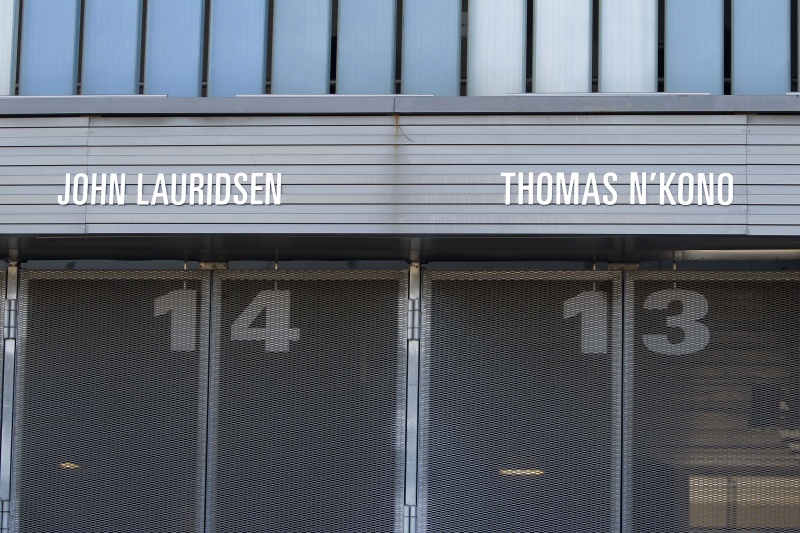 JOHN LAURIDSEN
THOMAS N'KONO
14
13